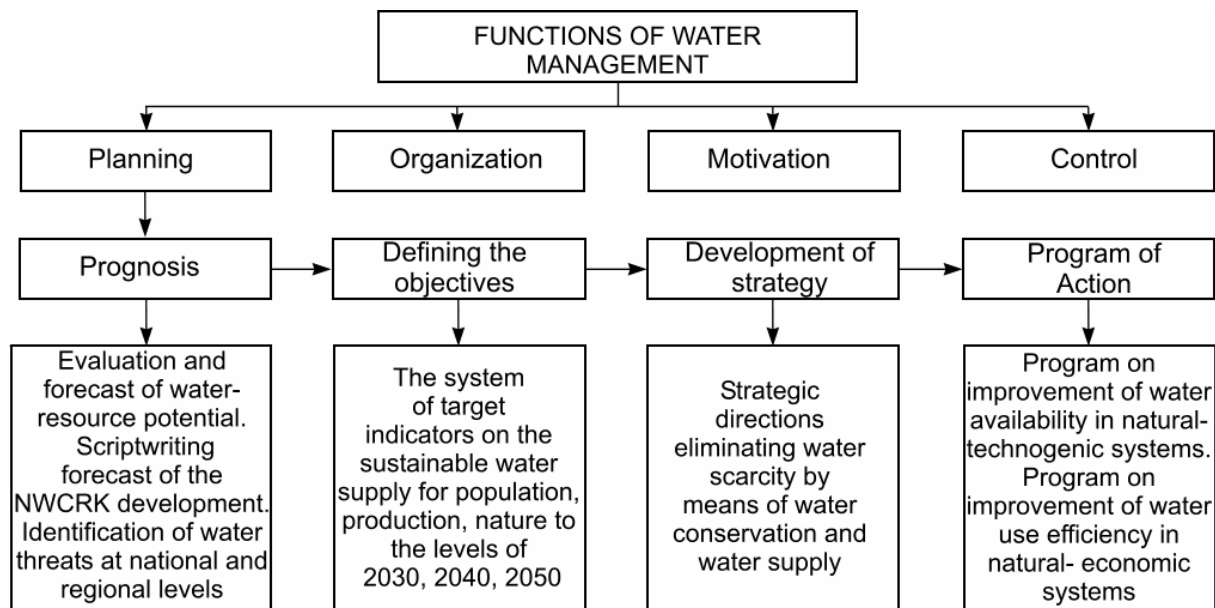 FUNCTIONS OF WATER
MANAGEMENT
Planning
Organization
Motivation
Control
Prognosis
Defining the
objectives
Development of
strategy
Program of
Action
Evaluation and
forecast of water-
resource potential.
Scriptwriting
forecast of the
NWCRK development.
Identification of water
threats at national and
regional levels
The system
of target
indicators on the
sustainable water
supply for population,
production, nature to
the levels of
2030, 2040, 2050
Strategic
directions
eliminating water
scarcity by
means of water
conservation and
water supply
Program on
improvement of water
availability in natural-
technogenic systems.
Program on
improvement of water
use efficiency in
natural- economic
systems